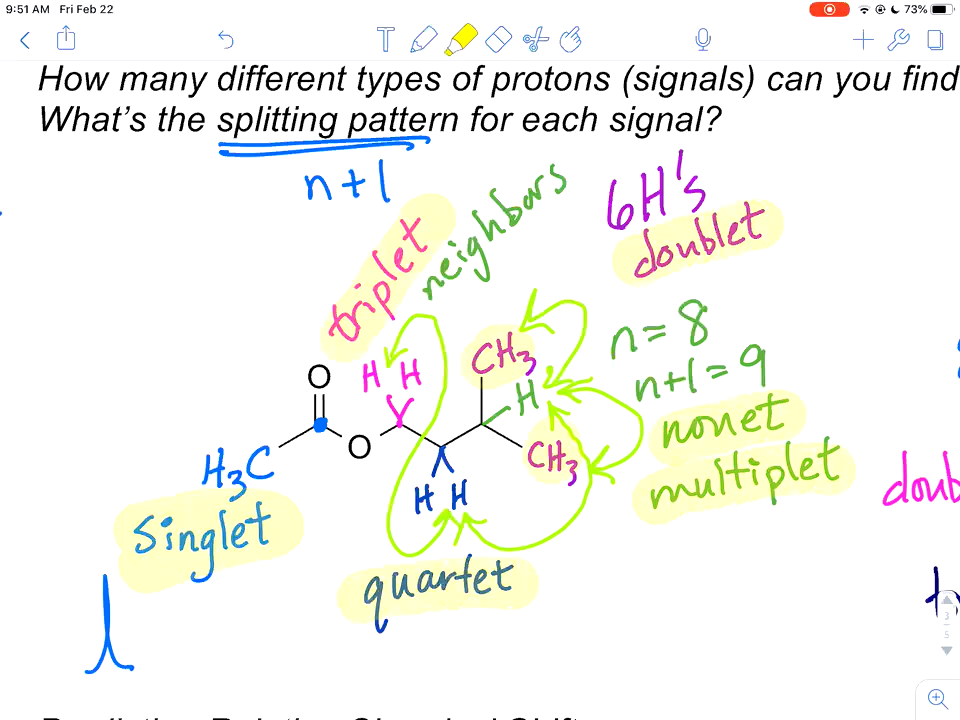 9:51 AM Fri Feb 22
73%
T
How many different types of protons (signals) can you find
What's the splitting pattern for each signal?
n+1
triplet
neighbors
6H's
doublet
n=8
n+1=9
nonet
multiplet
H H
CH3
H
O
O
H3C
CH3
H H
singlet
quartet
doub
3
5